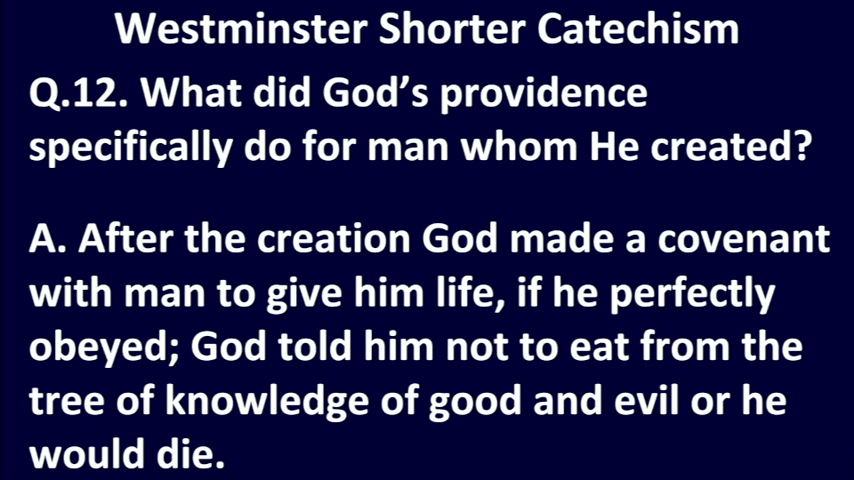 Westminster Shorter Catechism
Q.12. What did God’s providence
specifically do for man whom He created?
A. After the creation God made a covenant
with man to give him life, if he perfectly
obeyed; God told him not to eat from the
tree of knowledge of good and evil or he
would die.